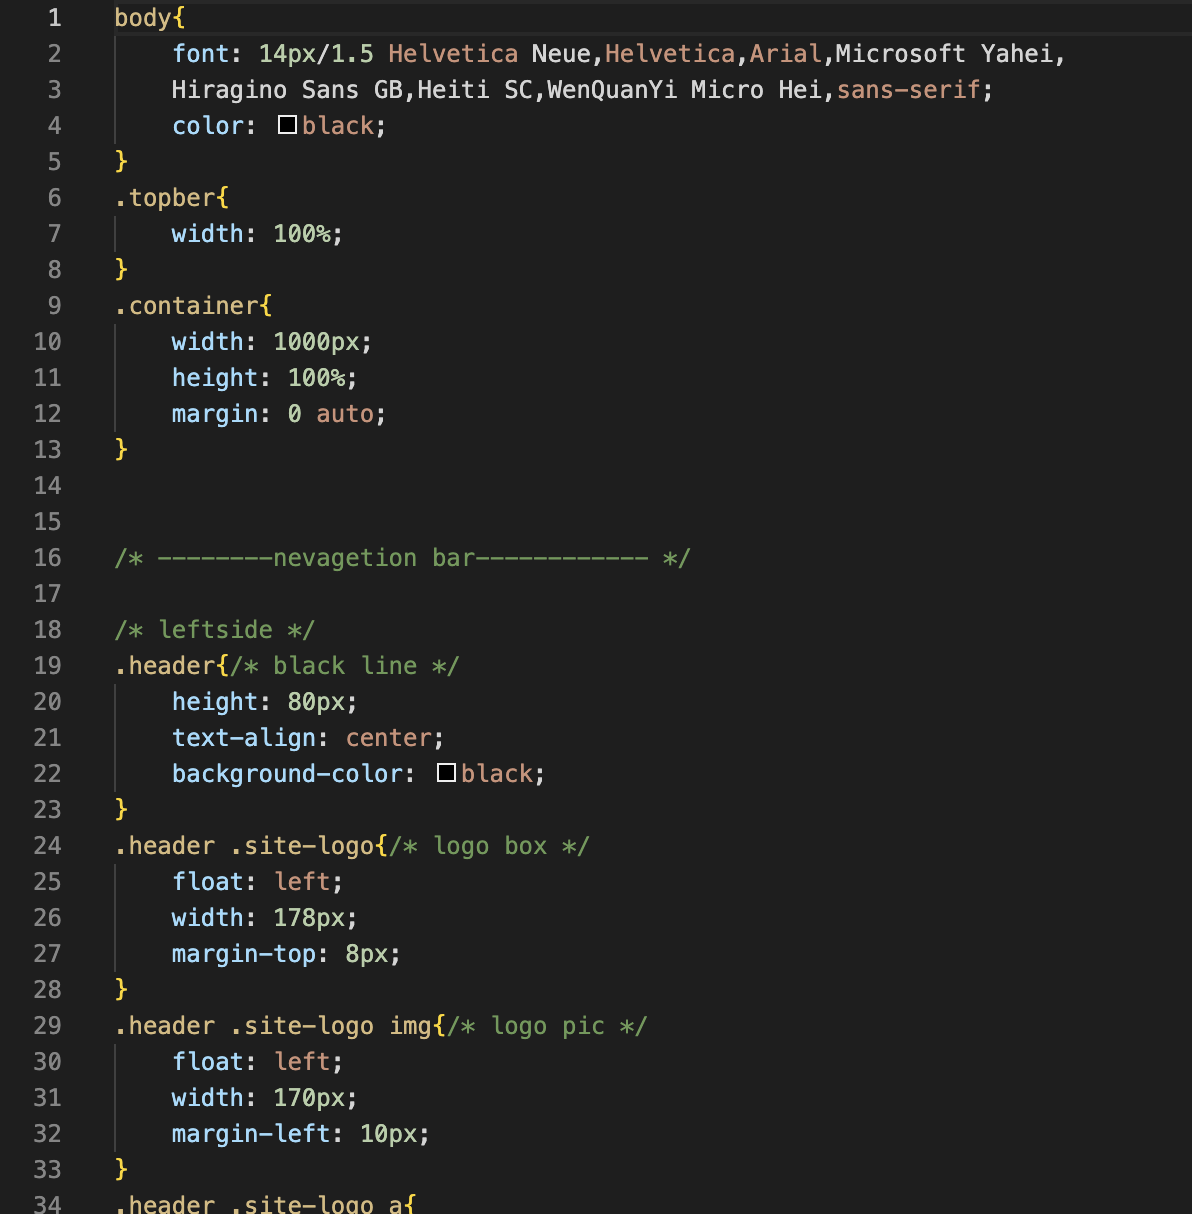 1 body{
2 font: 14px/1.5 Helvetica Neue,Helvetica,Arial,Microsoft Yahei,
3 Hiragino Sans GB,Heiti SC,WenQuanYi Micro Hei,sans-serif;
4 color: black;
5 }
6 .topber{
7 width: 100%;
8 }
9 .container{
10 width: 1000px;
11 height: 100%;
12 margin: 0 auto;
13 }
14
15
16 /* --------nevagetion bar------------ */
17
18 /* leftside */
19 .header{/* black line */
20 height: 80px;
21 text-align: center;
22 background-color: black;
23 }
24 .header .site-logo{/* logo box */
25 float: left;
26 width: 178px;
27 margin-top: 8px;
28 }
29 .header .site-logo img{/* logo pic */
30 float: left;
31 width: 170px;
32 margin-left: 10px;
33 }
34 .header .site-logo a{